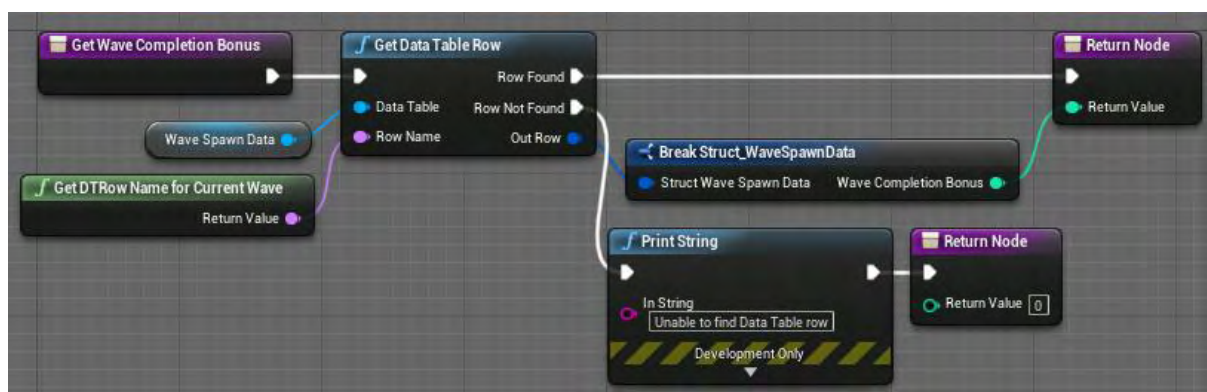 Get Wave Completion Bonus
Get Data Table Row
Row Found
Data Table
Row Not Found
Row Name
Out Row
Wave Spawn Data
Get DTRow Name for Current Wave
Return Value
Break Struct_WaveSpawnData
Struct Wave Spawn Data
Wave Completion Bonus
Return Node
Return Value
Print String
In String
Unable to find Data Table row
Development Only
Return Node
Return Value 0